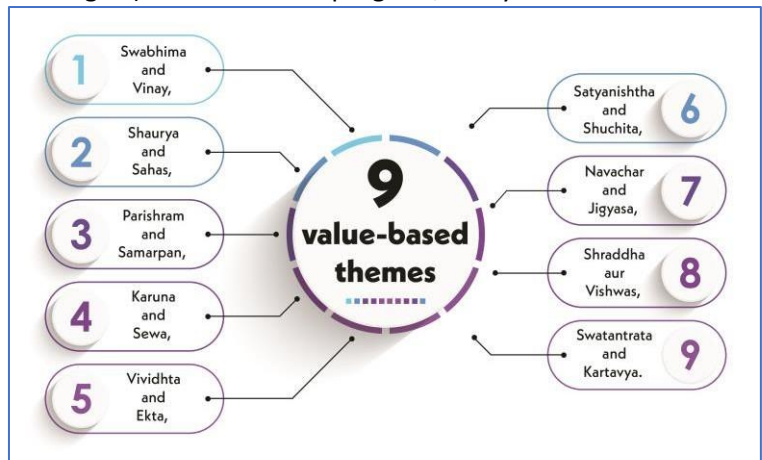 1
Swabhima
and
Vinay,
2
Shaurya
and
Sahas,
3
Parishram
and
Samarpan,
4
Karuna
and
Sewa,
5
Vividhta
and
Ekta,
9
value-based
themes
Satyanishtha
and
Shuchita,
6
Navachar
and
Jigyasa,
7
Shraddha
aur
Vishwas,
8
Swatantrata
and
Kartavya.
9